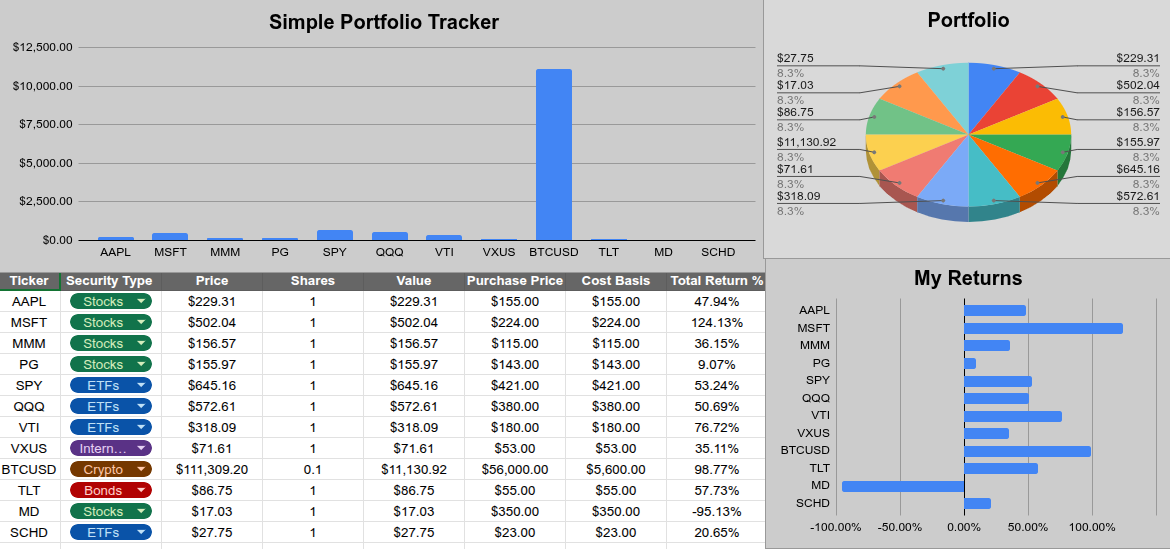 Simple Portfolio Tracker
$12,500.00
$10,000.00
$7,500.00
$5,000.00
$2,500.00
$0.00
AAPL MSFT MMM PG SPY QQQ VTI VXUS BTCUSD TLT MD SCHD
Portfolio
$27.75
8.3%
$17.03
8.3%
$86.75
8.3%
$11,130.92
8.3%
$71.61
8.3%
$318.09
8.3%
$229.31
8.3%
$502.04
8.3%
$156.57
8.3%
$155.97
8.3%
$645.16
8.3%
$572.61
8.3%
Ticker Security Type Price Shares Value Purchase Price Cost Basis Total Return %
AAPL Stocks $229.31 1 $229.31 $155.00 $155.00 47.94%
MSFT Stocks $502.04 1 $502.04 $224.00 $224.00 124.13%
MMM Stocks $156.57 1 $156.57 $115.00 $115.00 36.15%
PG Stocks $155.97 1 $155.97 $143.00 $143.00 9.07%
SPY ETFs $645.16 1 $645.16 $421.00 $421.00 53.24%
QQQ ETFs $572.61 1 $572.61 $380.00 $380.00 50.69%
VTI ETFs $318.09 1 $318.09 $180.00 $180.00 76.72%
VXUS Intern... $71.61 1 $71.61 $53.00 $53.00 35.11%
BTCUSD Crypto $111,309.20 0.1 $11,130.92 $56,000.00 $5,600.00 98.77%
TLT Bonds $86.75 1 $86.75 $55.00 $55.00 57.73%
MD Stocks $17.03 1 $17.03 $350.00 $350.00 -95.13%
SCHD ETFs $27.75 1 $27.75 $23.00 $23.00 20.65%
My Returns
AAPL
MSFT
MMM
PG
SPY
QQQ
VTI
VXUS
BTCUSD
TLT
MD
SCHD
-100.00% -50.00% 0.00% 50.00% 100.00%